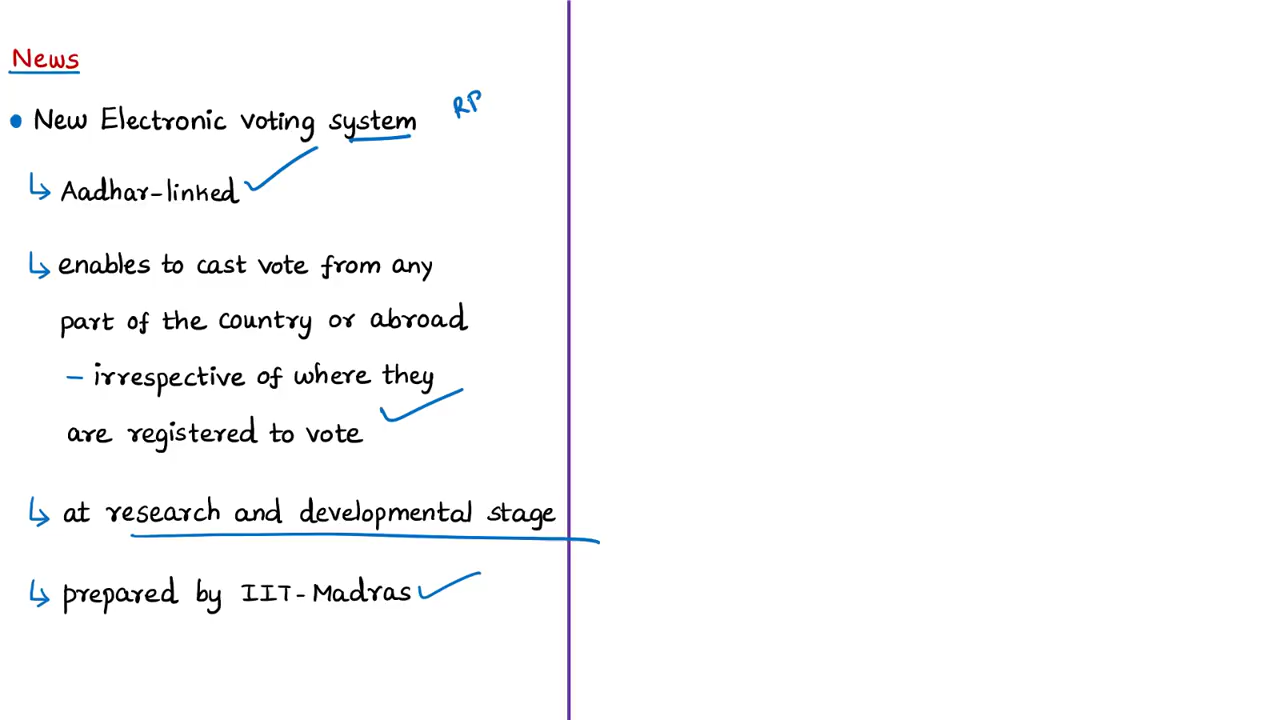 News
• New Electronic voting system RP
↳ Aadhar-linked
↳ enables to cast vote from any
part of the country or abroad
- irrespective of where they
are registered to vote
↳ at research and developmental stage
↳ prepared by IIT-Madras